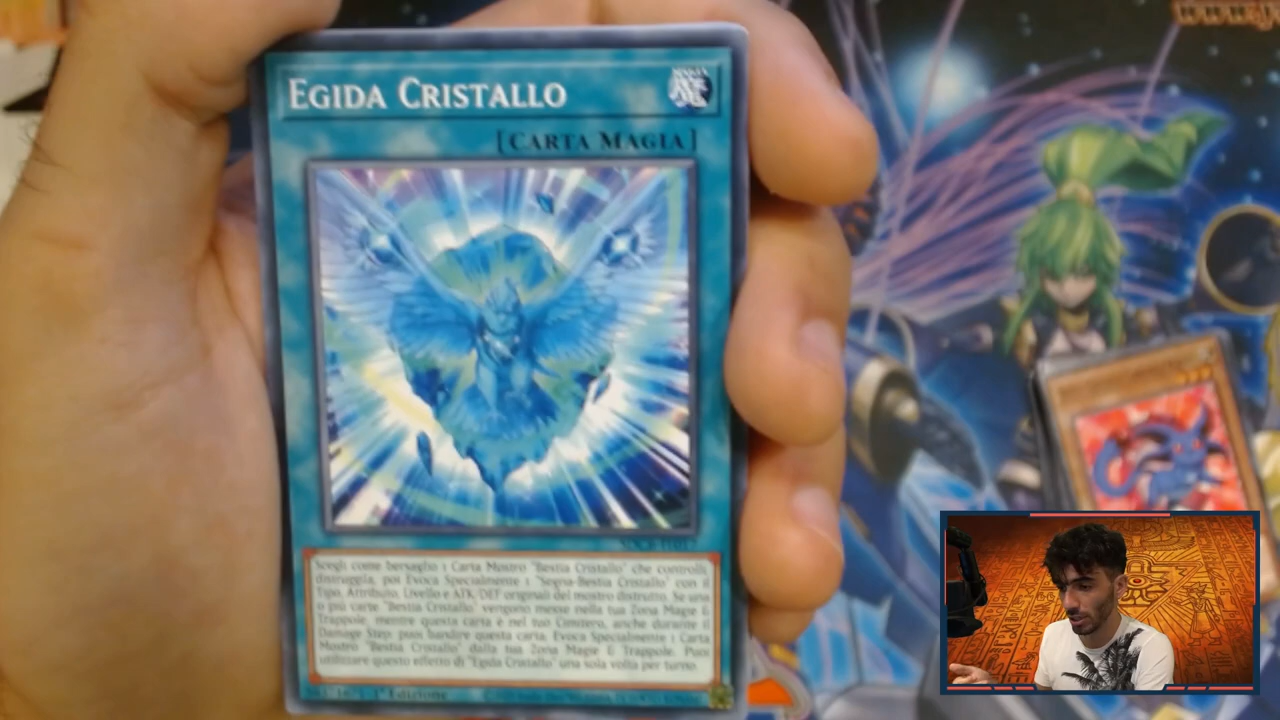 www.
EGIDA CRISTALLO
[CARTA MAGIA]
Scegli come bersaglio 1 Carta Mostro "Bestia Cristallo" che controlli,
distruggila, poi Evoca Specialmente 1 "Segna-Bestia Cristallo" con il
Tipo, Attributo, Livello e ATK/DEF originali del mostro distrutto. Se una
o più carte "Bestia Cristallo" vengono messe nella tua Zona Magie &
Trappole, mentre questa carta è nel tuo Cimitero, anche durante il
Damage Step: puoi bandire questa carta; Evoca Specialmente 1 Carta
Mostro "Bestia Cristallo" dalla tua Zona Magie & Trappole. Puoi
utilizzare questo effetto di "Egida Cristallo" una sola volta per turno.
1ª Edizione